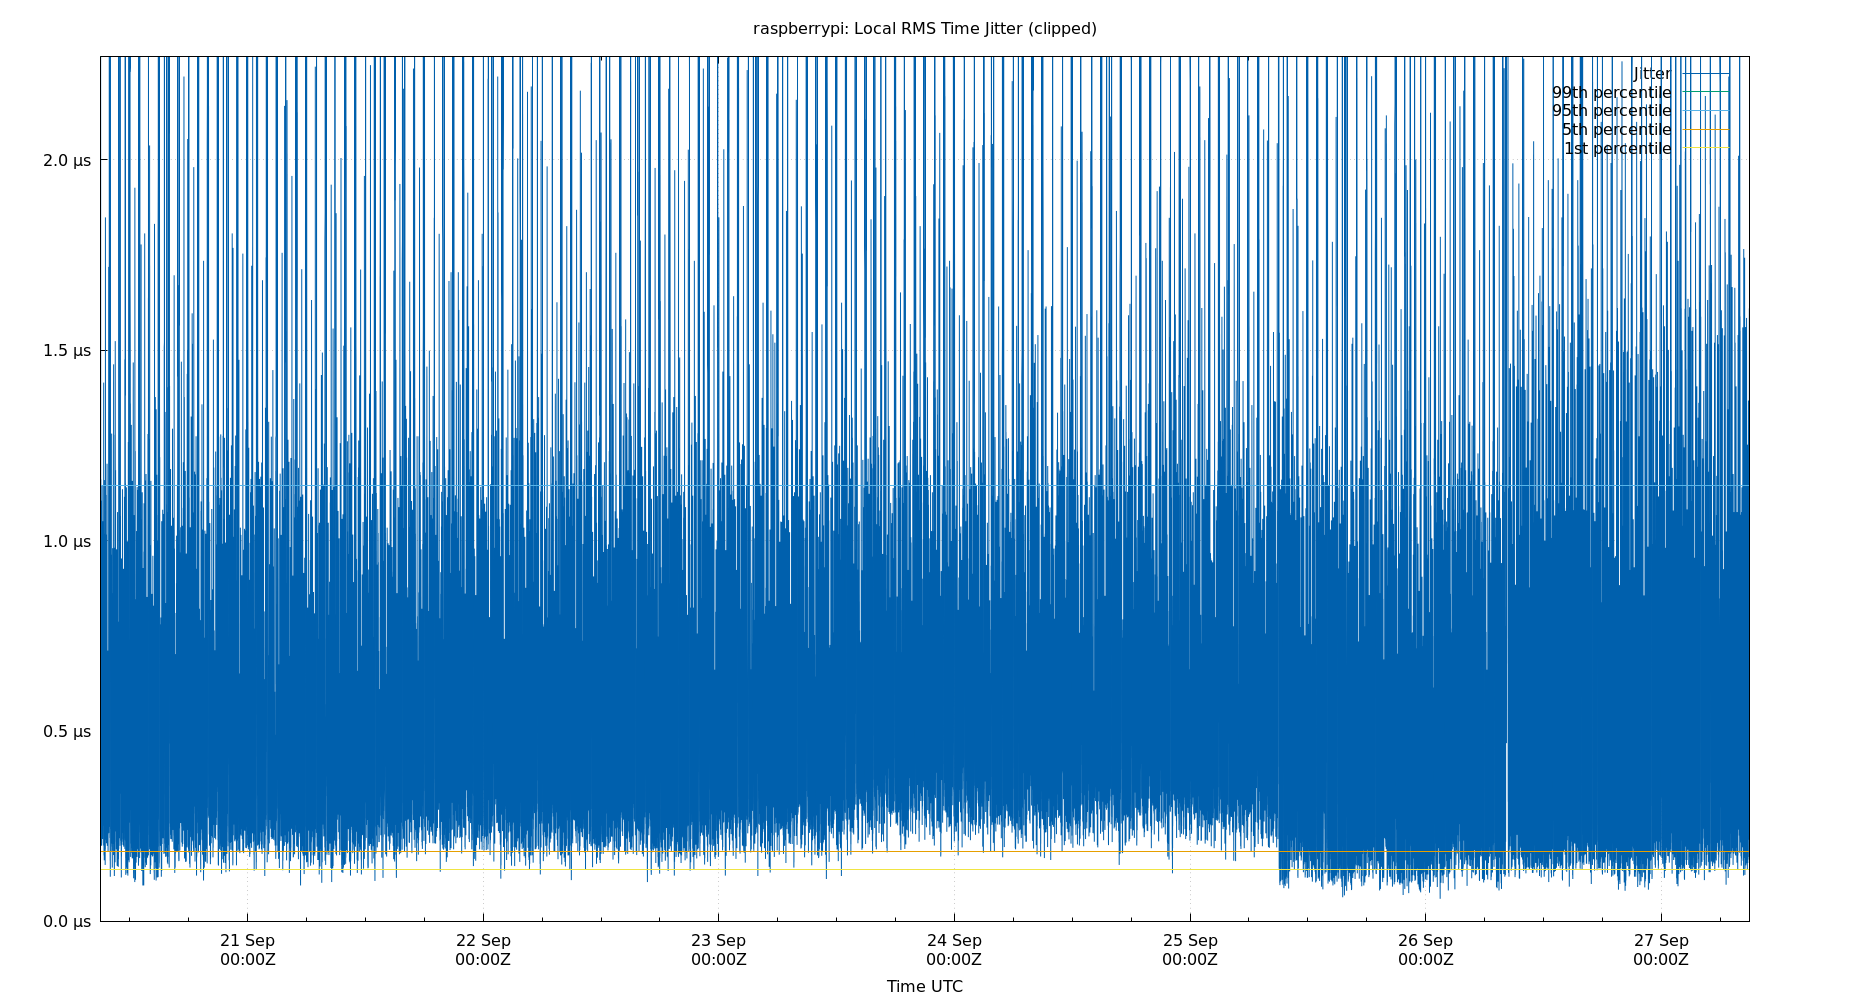 raspberrypi: Local RMS Time Jitter (clipped)
Jitter
99th percentile
95th percentile
5th percentile
1st percentile
2.0 µs
1.5 µs
1.0 µs
0.5 µs
0.0 µs
21 Sep 22 Sep 23 Sep 24 Sep 25 Sep 26 Sep 27 Sep
00:00Z 00:00Z 00:00Z 00:00Z 00:00Z 00:00Z 00:00Z
Time UTC